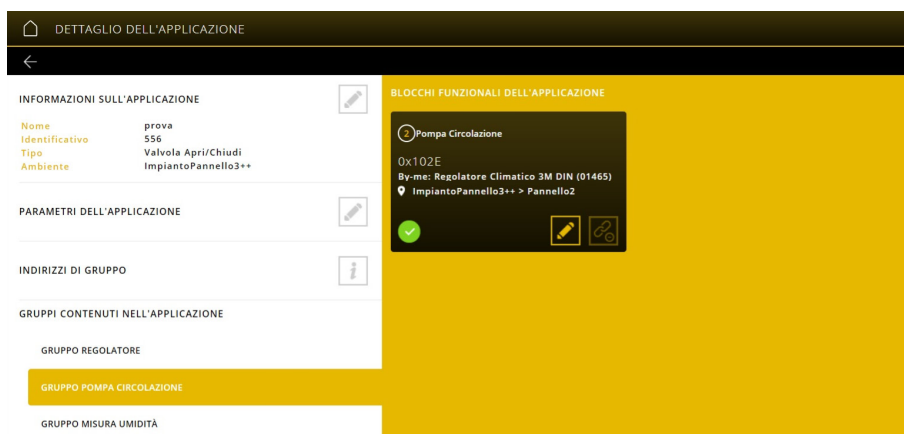 DETTAGLIO DELL'APPLICAZIONE
INFORMAZIONI SULL'APPLICAZIONE
Nome prova
Identificativo 556
Tipo Valvola Apri/Chiudi
Ambiente ImpiantoPannello3++
PARAMETRI DELL'APPLICAZIONE
INDIRIZZI DI GRUPPO
i
GRUPPI CONTENUTI NELL'APPLICAZIONE
GRUPPO REGOLATORE
GRUPPO POMPA CIRCOLAZIONE
GRUPPO MISURA UMIDITÀ
BLOCCHI FUNZIONALI DELL'APPLICAZIONE
2 Pompa Circolazione
0x102E
By-me: Regolatore Climatico 3M DIN (01465)
ImpiantoPannello3++ > Pannello2